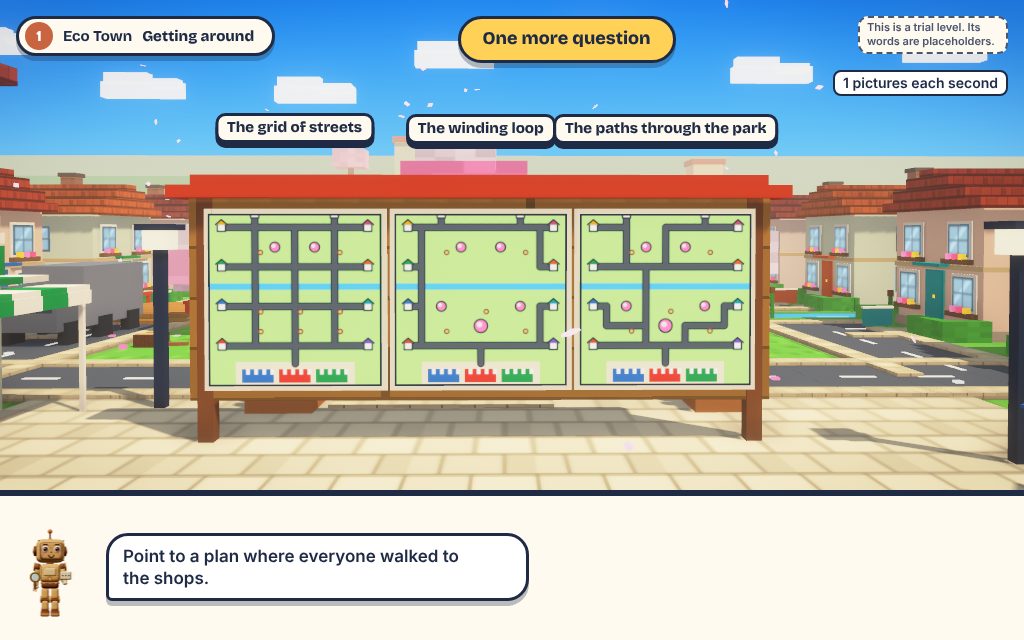 1 Eco Town Getting around
One more question
This is a trial level. Its
words are placeholders.
1 pictures each second
The grid of streets
The winding loop
The paths through the park
Point to a plan where everyone walked to
the shops.